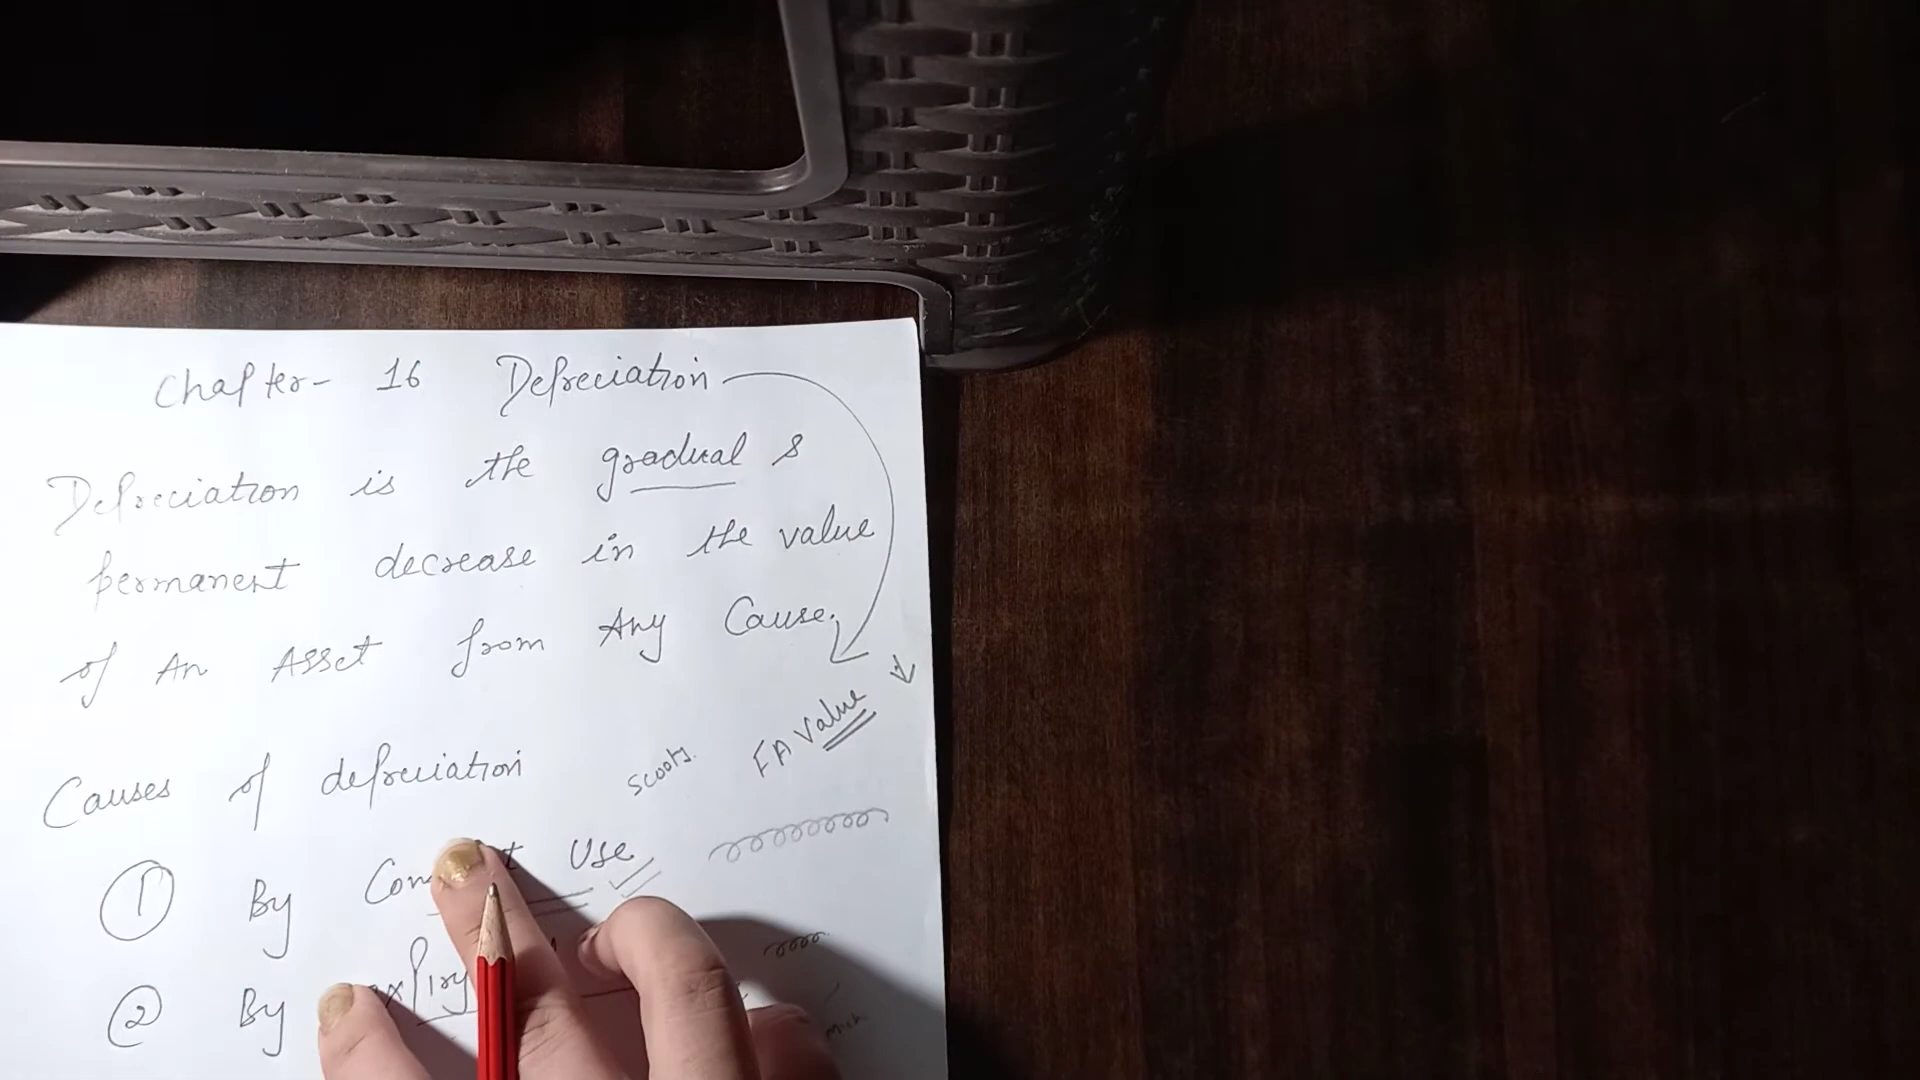 Chapter- 16 Depreciation
Depreciation is the gradual &
permanent decrease in the value
of An Asset from Any Cause.
FA Value
Causes of depreciation
① By Use
② By